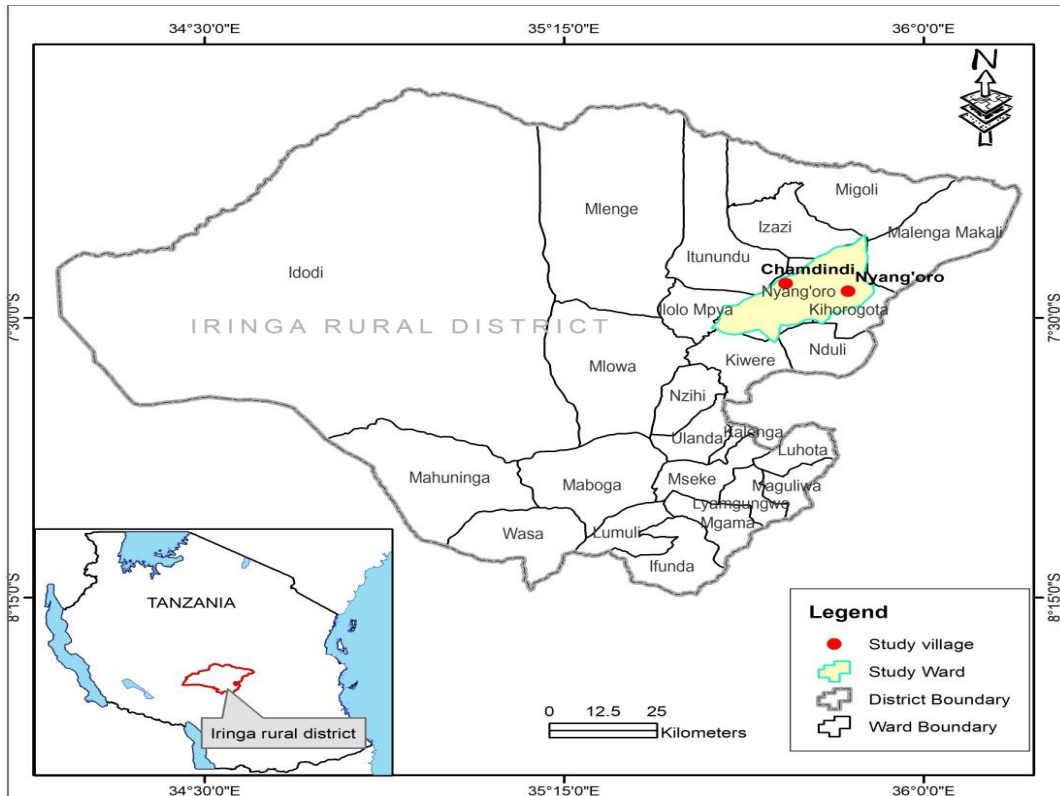 34°30'0"E
35°15'0"E
36°0'0"E
N
Migoli
Mlenge
Izazi
Malenga Makali
Itunundu
Idodi
Chamdindi
Nyang'oro
Nyang'oro
Ilolo Mpya
Kihorogota
7°30'0"S
7°30'0"S
IRINGA RURAL DISTRICT
Nduli
Kiwere
Mlowa
Nzihi
Kalenga
Ulanda
Luhota
Mahuninga
Maboga
Mseke
Maguliwa
Lyamgungwe
Mgama
Wasa
Lumuli
Ifunda
8°15'0"S
8°15'0"S
TANZANIA
Iringa rural district
0 12.5 25
Kilometers
Legend
Study village
Study Ward
District Boundary
Ward Boundary
34°30'0"E
35°15'0"E
36°0'0"E